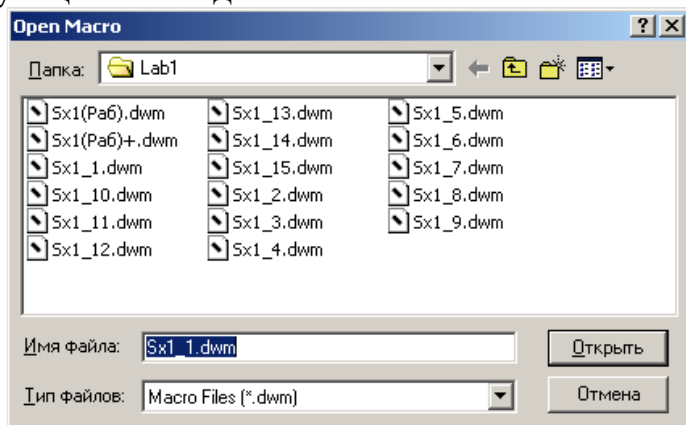 Open Macro
Папка: Lab1
Sx1(Раб).dwm Sx1_13.dwm Sx1_5.dwm
Sx1(Раб)+.dwm Sx1_14.dwm Sx1_6.dwm
Sx1_1.dwm Sx1_15.dwm Sx1_7.dwm
Sx1_10.dwm Sx1_2.dwm Sx1_8.dwm
Sx1_11.dwm Sx1_3.dwm Sx1_9.dwm
Sx1_12.dwm Sx1_4.dwm
Имя файла: Sx1_1.dwm Открыть
Тип файлов: Macro Files (*.dwm) Отмена